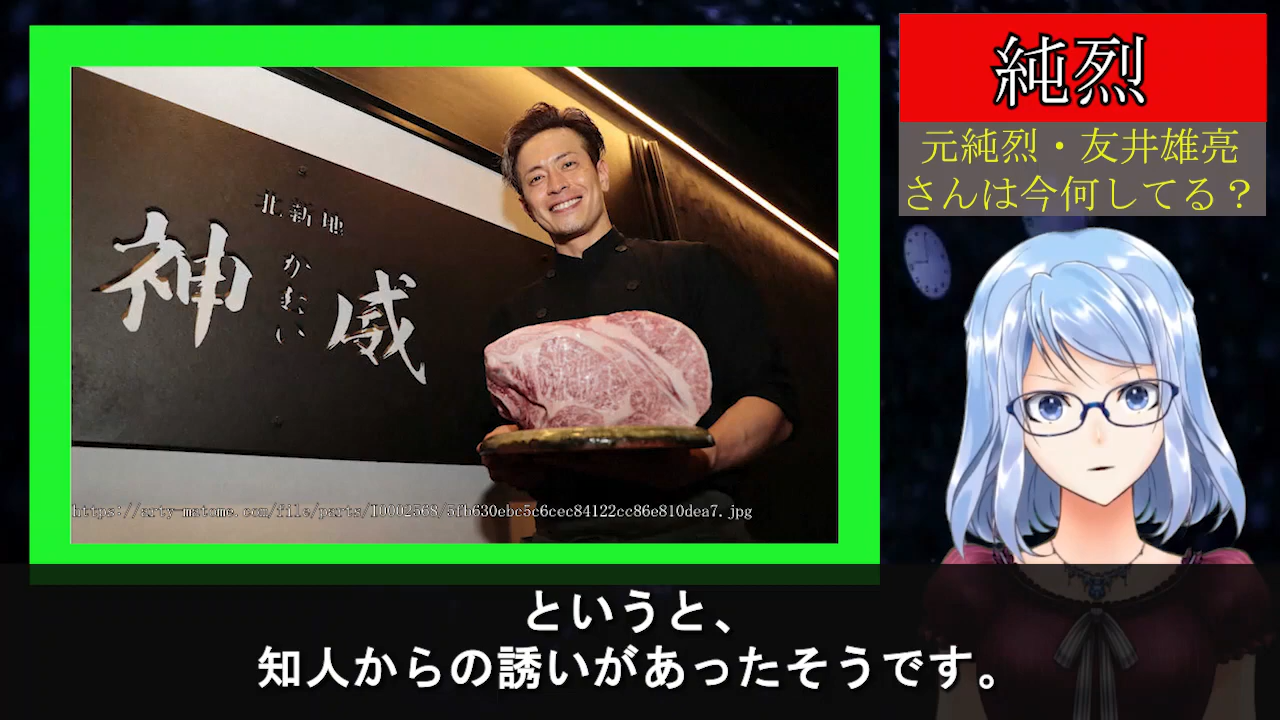 純烈
元純烈・友井雄亮
さんは今何してる？
北新地
神威
かむい
https://arty-matome.com/file/parts/I0002568/5fb630ebc5c6cec84122cc86e810dea7.jpg
というと、
知人からの誘いがあったそうです。